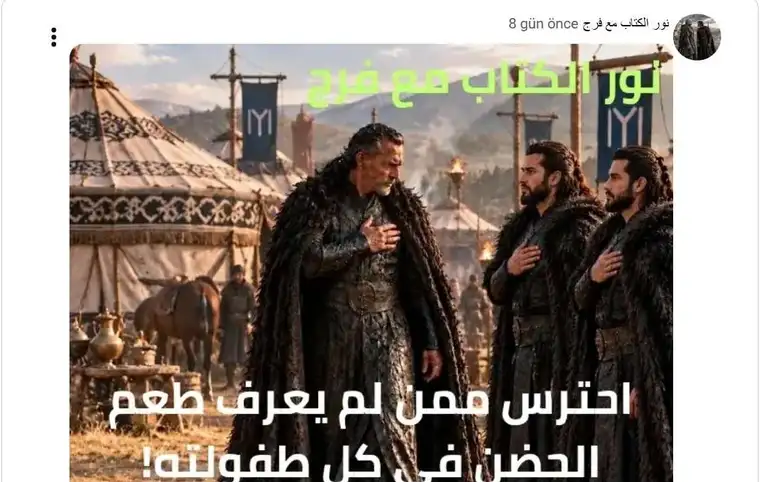 نور الكتاب مع فرج 8 gün önce
نور الكتاب مع فرج
احترس ممن لم يعرف طعم
الحضن في كل طفولته!